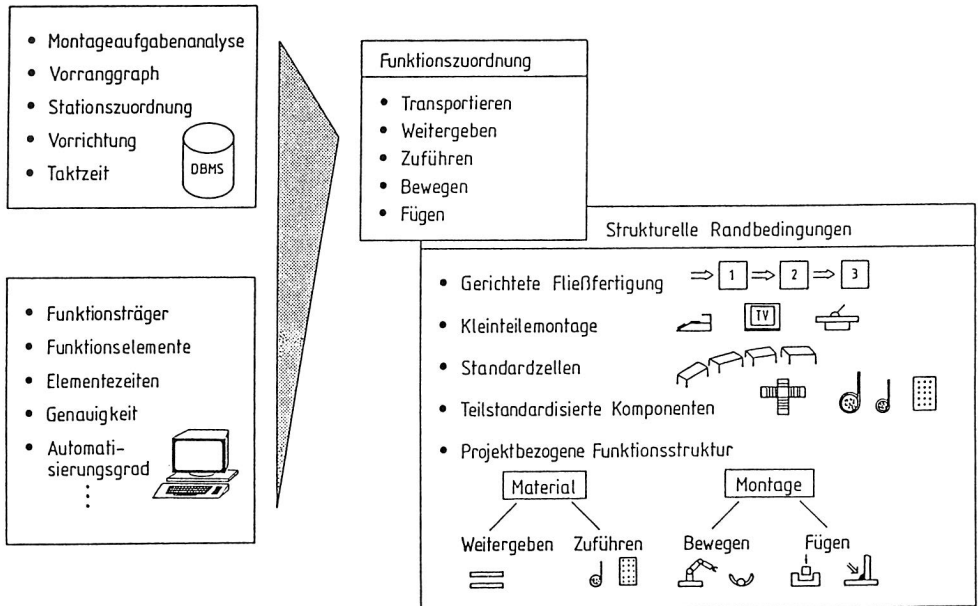 • Montageaufgabenanalyse
• Vorranggraph
• Stationszuordnung
• Vorrichtung
• Taktzeit
DBMS
• Funktionsträger
• Funktionselemente
• Elementezeiten
• Genauigkeit
• Automati-
sierungsgrad
Funktionszuordnung
• Transportieren
• Weitergeben
• Zuführen
• Bewegen
• Fügen
Strukturelle Randbedingungen
• Gerichtete Fließfertigung ⇒ 1 ⇒ 2 ⇒ 3
• Kleinteilemontage TV
• Standardzellen
• Teilstandardisierte Komponenten
• Projektbezogene Funktionsstruktur
Material Montage
Weitergeben Zuführen Bewegen Fügen